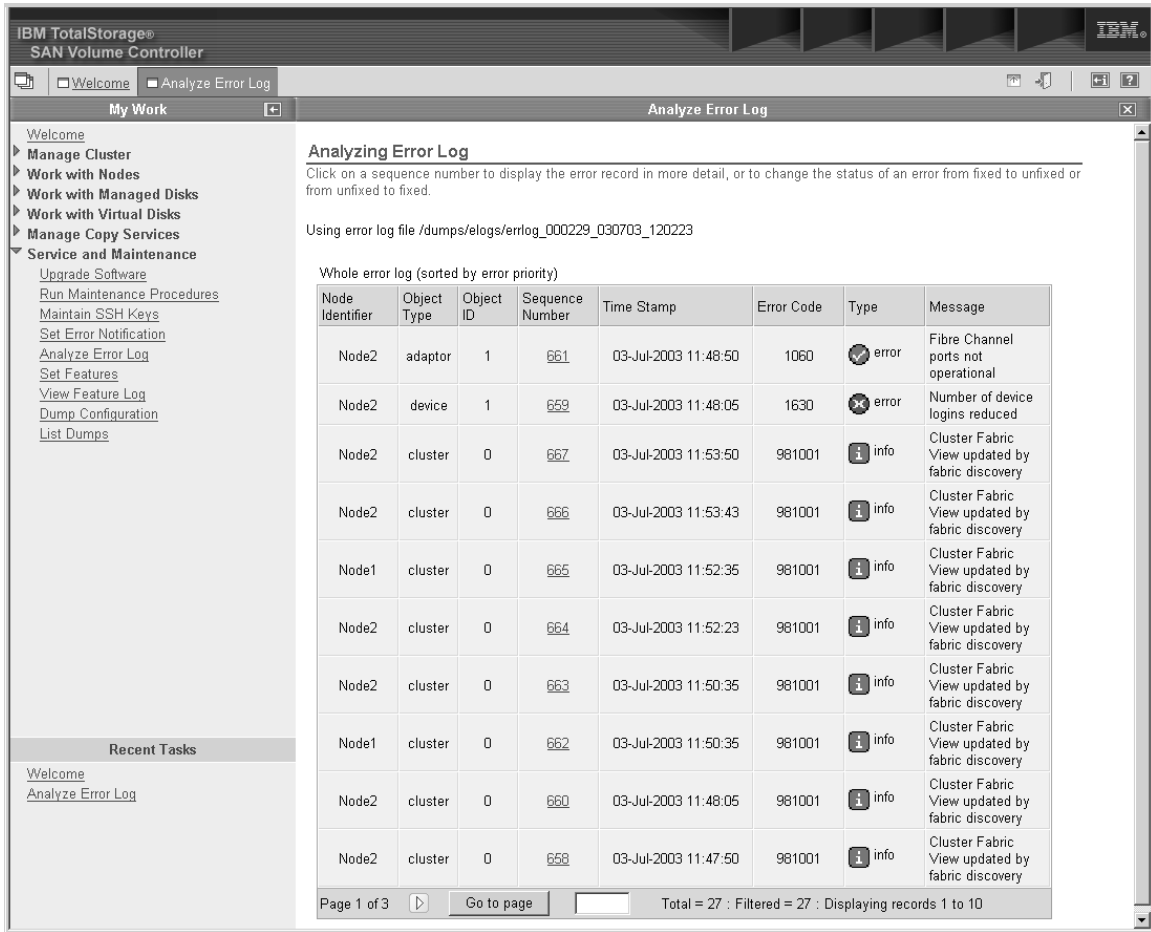 IBM TotalStorage®
SAN Volume Controller
IBM®
Welcome
Analyze Error Log
My Work
Analyze Error Log
Welcome
Manage Cluster
Work with Nodes
Work with Managed Disks
Work with Virtual Disks
Manage Copy Services
Service and Maintenance
Upgrade Software
Run Maintenance Procedures
Maintain SSH Keys
Set Error Notification
Analyze Error Log
Set Features
View Feature Log
Dump Configuration
List Dumps
Recent Tasks
Welcome
Analyze Error Log
Analyzing Error Log
Click on a sequence number to display the error record in more detail, or to change the status of an error from fixed to unfixed or
from unfixed to fixed.
Using error log file /dumps/elogs/errlog_000229_030703_120223
Whole error log (sorted by error priority)
Node Identifier Object Type Object ID Sequence Number Time Stamp Error Code Type Message
Node2 adaptor 1 661 03-Jul-2003 11:48:50 1060 error Fibre Channel ports not operational
Node2 device 1 659 03-Jul-2003 11:48:05 1630 error Number of device logins reduced
Node2 cluster 0 667 03-Jul-2003 11:53:50 981001 info Cluster Fabric View updated by fabric discovery
Node2 cluster 0 666 03-Jul-2003 11:53:43 981001 info Cluster Fabric View updated by fabric discovery
Node1 cluster 0 665 03-Jul-2003 11:52:35 981001 info Cluster Fabric View updated by fabric discovery
Node2 cluster 0 664 03-Jul-2003 11:52:23 981001 info Cluster Fabric View updated by fabric discovery
Node2 cluster 0 663 03-Jul-2003 11:50:35 981001 info Cluster Fabric View updated by fabric discovery
Node1 cluster 0 662 03-Jul-2003 11:50:35 981001 info Cluster Fabric View updated by fabric discovery
Node2 cluster 0 660 03-Jul-2003 11:48:05 981001 info Cluster Fabric View updated by fabric discovery
Node2 cluster 0 658 03-Jul-2003 11:47:50 981001 info Cluster Fabric View updated by fabric discovery
Page 1 of 3 Go to page Total = 27 : Filtered = 27 : Displaying records 1 to 10